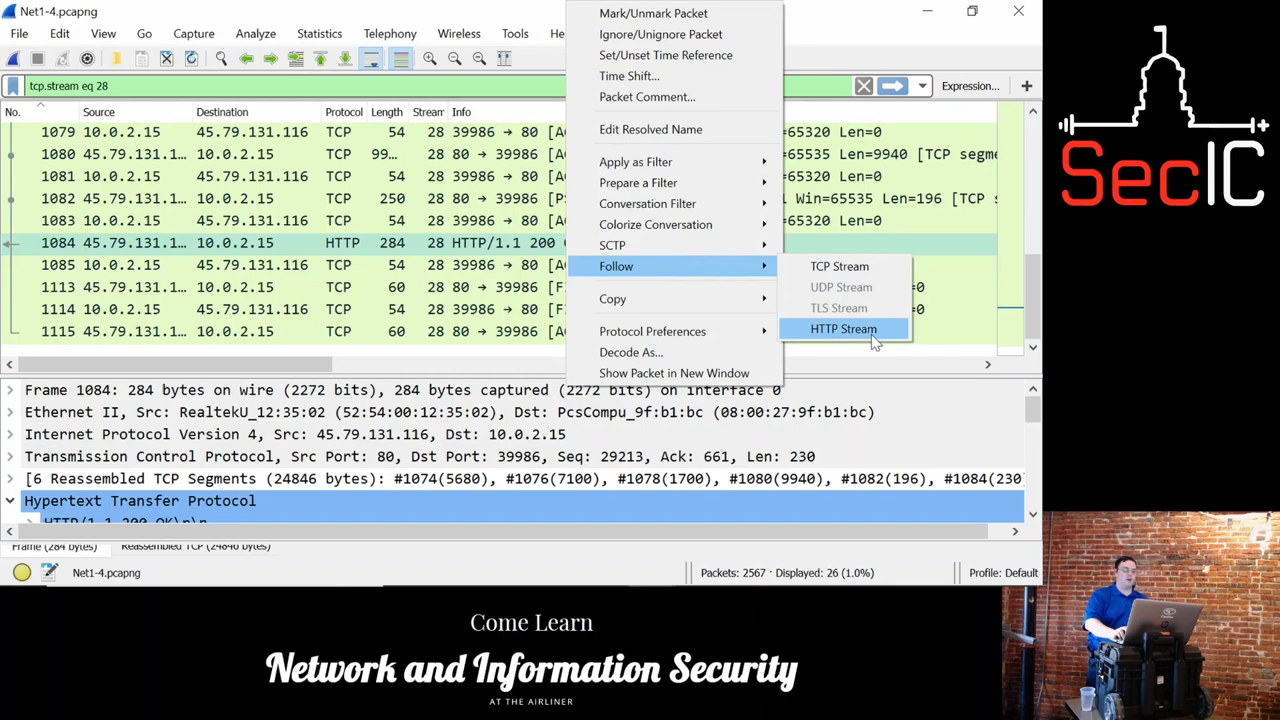 Net1-4.pcapng
File Edit View Go Capture Analyze Statistics Telephony Wireless Tools He
tcp.stream eq 28
Expression...
No. Source Destination Protocol Length Stream Info
1079 10.0.2.15 45.79.131.116 TCP 54 28 39986 → 80 [A =65320 Len=0
1080 45.79.131.1... 10.0.2.15 TCP 99... 28 80 → 39986 [A =65535 Len=9940 [TCP segme
1081 10.0.2.15 45.79.131.116 TCP 54 28 39986 → 80 [A =65320 Len=0
1082 45.79.131.1... 10.0.2.15 TCP 250 28 80 → 39986 [P Win=65535 Len=196 [TCP s
1083 10.0.2.15 45.79.131.116 TCP 54 28 39986 → 80 [A =65320 Len=0
1084 45.79.131.1... 10.0.2.15 HTTP 284 28 HTTP/1.1 200
1085 10.0.2.15 45.79.131.116 TCP 54 28 39986 → 80 [A
1113 45.79.131.1... 10.0.2.15 TCP 60 28 80 → 39986 [F =0
1114 10.0.2.15 45.79.131.116 TCP 54 28 39986 → 80 [F =0
1115 45.79.131.1... 10.0.2.15 TCP 60 28 80 → 39986 [A
Mark/Unmark Packet
Ignore/Unignore Packet
Set/Unset Time Reference
Time Shift...
Packet Comment...
Edit Resolved Name
Apply as Filter
Prepare a Filter
Conversation Filter
Colorize Conversation
SCTP
Follow
Copy
Protocol Preferences
Decode As...
Show Packet in New Window
TCP Stream
UDP Stream
TLS Stream
HTTP Stream
Frame 1084: 284 bytes on wire (2272 bits), 284 bytes captured (2272 bits) on interface 0
Ethernet II, Src: RealtekU_12:35:02 (52:54:00:12:35:02), Dst: PcsCompu_9f:b1:bc (08:00:27:9f:b1:bc)
Internet Protocol Version 4, Src: 45.79.131.116, Dst: 10.0.2.15
Transmission Control Protocol, Src Port: 80, Dst Port: 39986, Seq: 29213, Ack: 661, Len: 230
[6 Reassembled TCP Segments (24846 bytes): #1074(5680), #1076(7100), #1078(1700), #1080(9940), #1082(196), #1084(230)
Hypertext Transfer Protocol
HTTP/1.1 200 OK\r\n
Frame (284 bytes) Reassembled TCP (24846 bytes)
Net1-4.pcapng Packets: 2567 · Displayed: 26 (1.0%) Profile: Default
SecIC
Come Learn
Network and Information Security
AT THE AIRLINER